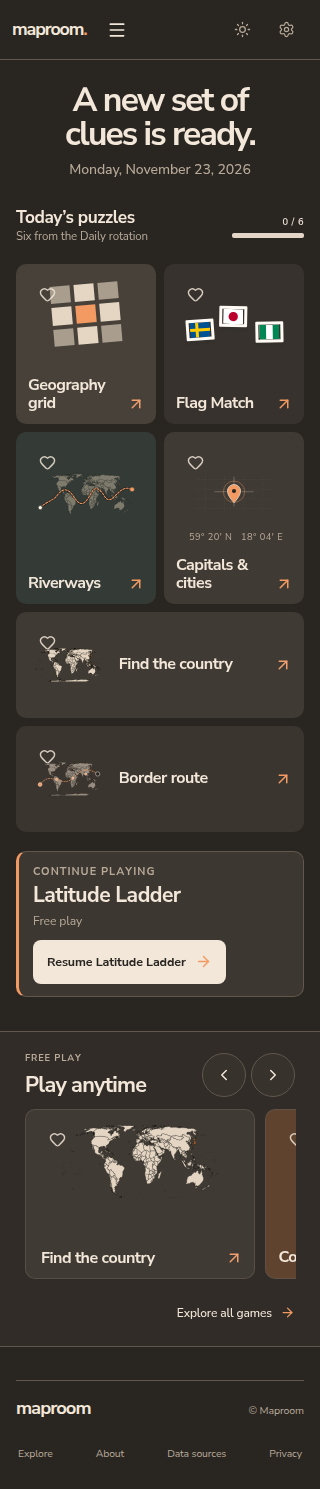 maproom.
A new set of
clues is ready.
Monday, November 23, 2026
Today's puzzles
Six from the Daily rotation
0 / 6
Geography
grid
Flag Match
Riverways
59° 20′ N 18° 04′ E
Capitals &
cities
Find the country
Border route
CONTINUE PLAYING
Latitude Ladder
Free play
Resume Latitude Ladder
FREE PLAY
Play anytime
Find the country
Co
Explore all games
maproom
© Maproom
Explore About Data sources Privacy